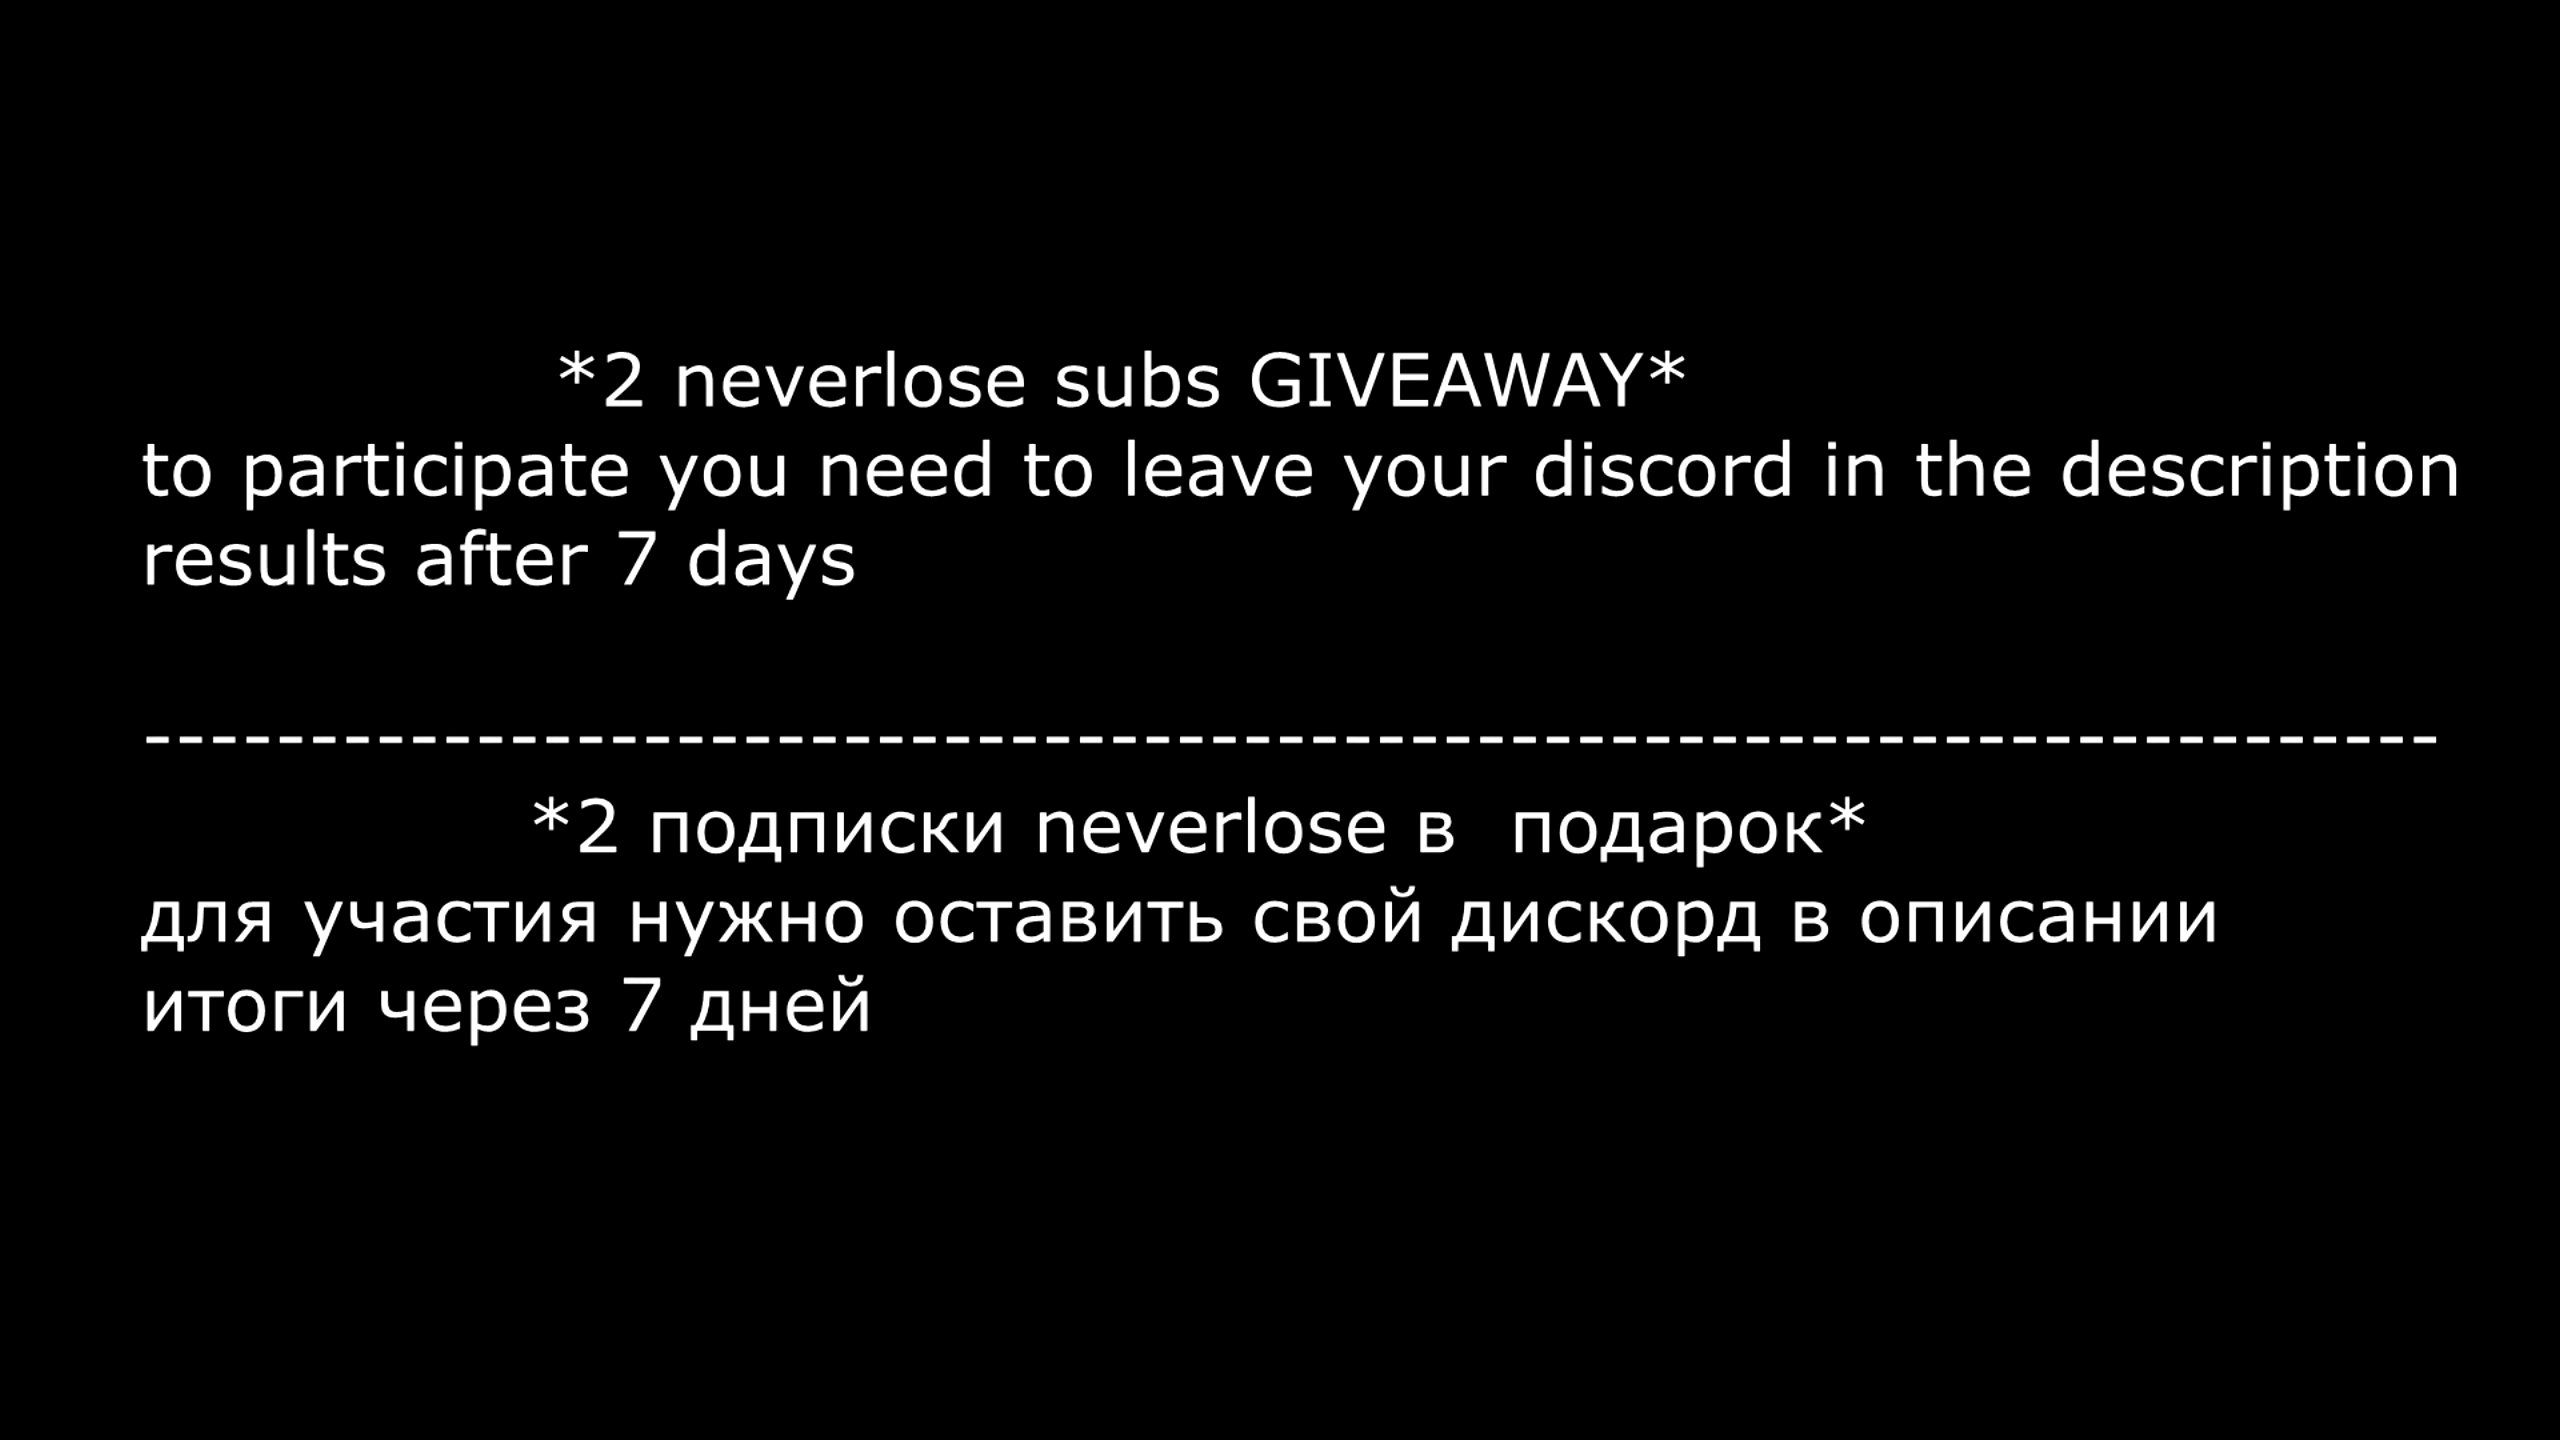 *2 neverlose subs GIVEAWAY*
to participate you need to leave your discord in the description
results after 7 days
---------------------------------------------------------------------
*2 подписки neverlose в  подарок*
для участия нужно оставить свой дискорд в описании
итоги через 7 дней